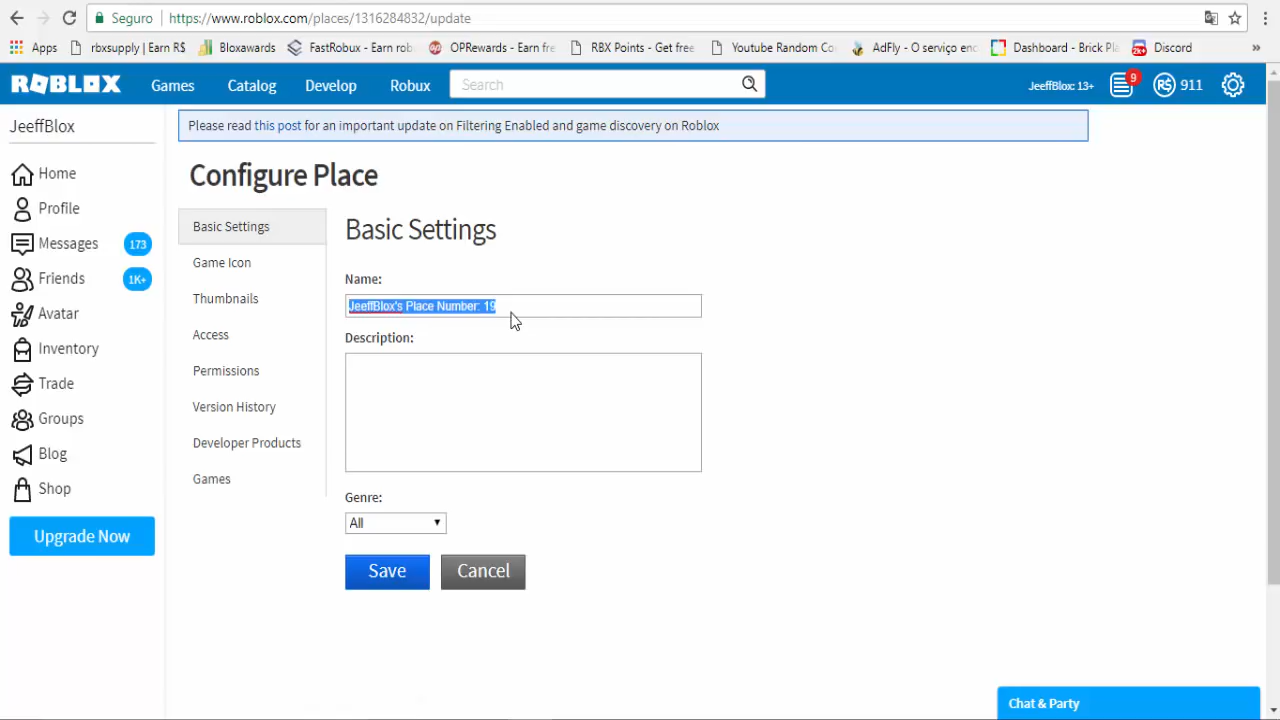 Seguro https://www.roblox.com/places/1316284832/update
Apps rbxsupply | Earn R$ Bloxawards FastRobux - Earn rob OPRewards - Earn fre RBX Points - Get free Youtube Random Co AdFly - O serviço enc Dashboard - Brick Pla Discord »
ROBLOX Games Catalog Develop Robux Search JeeffBlox: 13+ 9 R$ 911
JeeffBlox
Please read this post for an important update on Filtering Enabled and game discovery on Roblox
Home
Profile
Messages 173
Friends 1K+
Avatar
Inventory
Trade
Groups
Blog
Shop
Upgrade Now
Configure Place
Basic Settings
Game Icon
Thumbnails
Access
Permissions
Version History
Developer Products
Games
Basic Settings
Name:
JeeffBlox's Place Number: 19
Description:
Genre:
All
Save Cancel
Chat & Party